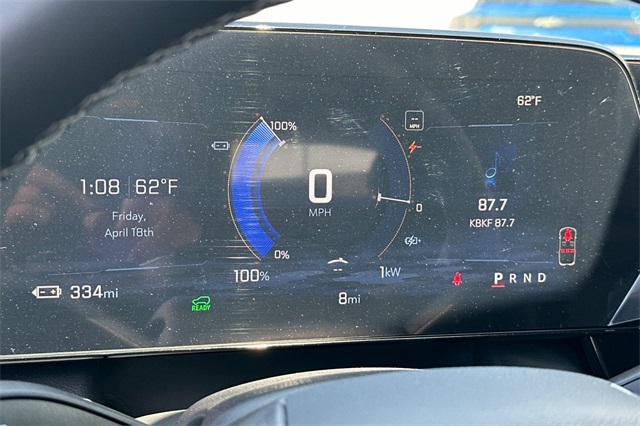 62°F
100%
--
MPH
1:08 62°F
0
MPH
87.7
KBKF 87.7
0
Friday,
April 18th
0%
100%
1kW
P R N D
334mi
READY
8mi